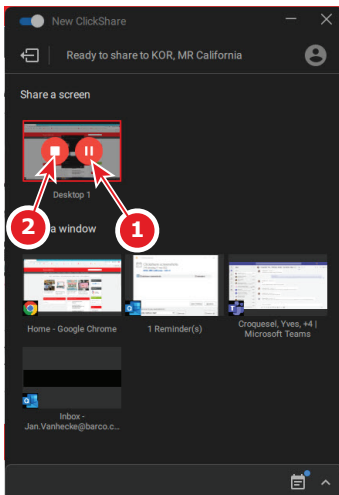 New ClickShare
Ready to share to KOR, MR California
Share a screen
Desktop 1
2
1
a window
Home - Google Chrome
1 Reminder(s)
Croquesel, Yves, +4 |
Microsoft Teams
Inbox -
Jan.Vanhecke@barco.c...